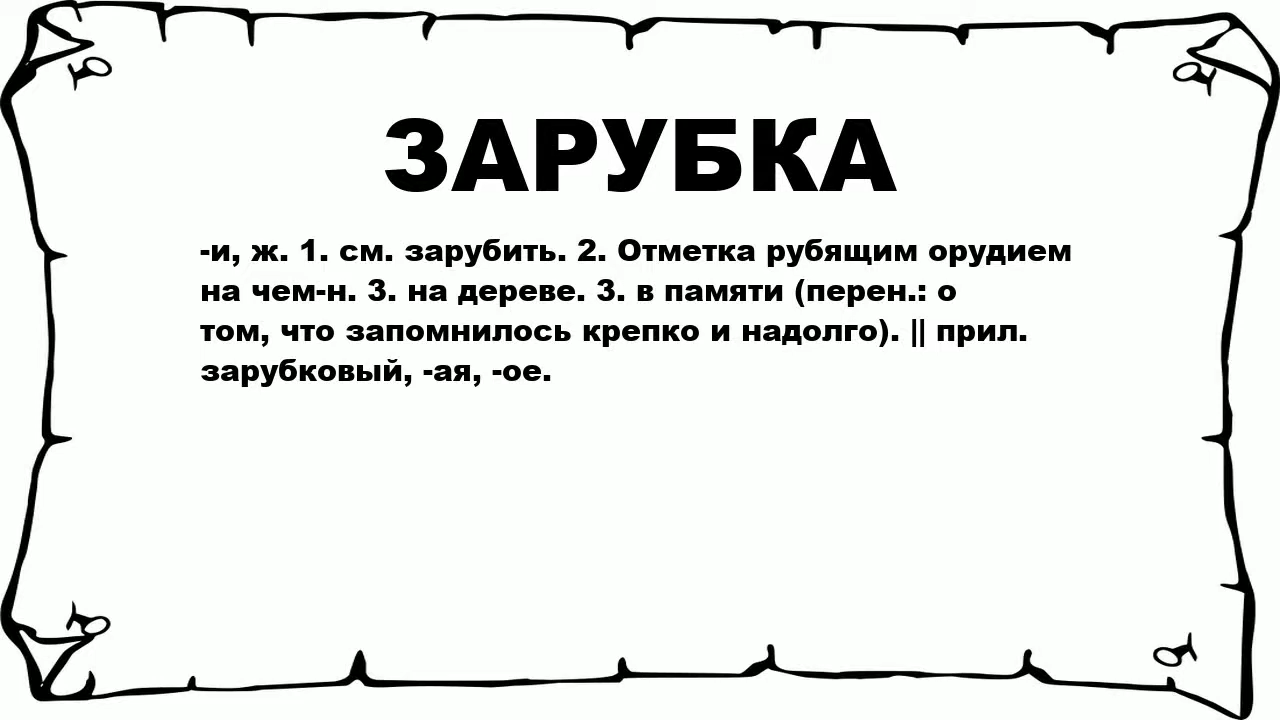 ЗАРУБКА
-и, ж. 1. см. зарубить. 2. Отметка рубящим орудием
на чем-н. 3. на дереве. 3. в памяти (перен.: о
том, что запомнилось крепко и надолго). || прил.
зарубковый, -ая, -ое.